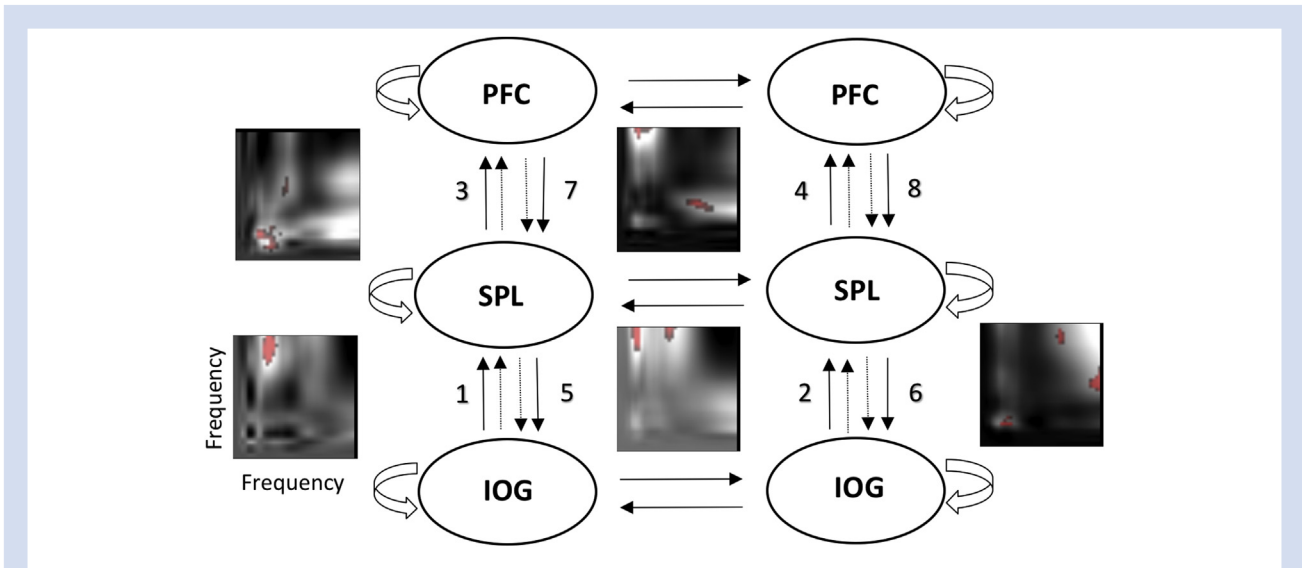 PFC
PFC
3
7
4
8
SPL
SPL
1
5
2
6
Frequency
Frequency
IOG
IOG